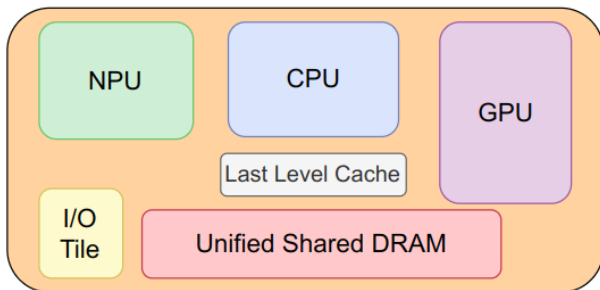 NPU
CPU
GPU
Last Level Cache
I/O
Tile
Unified Shared DRAM